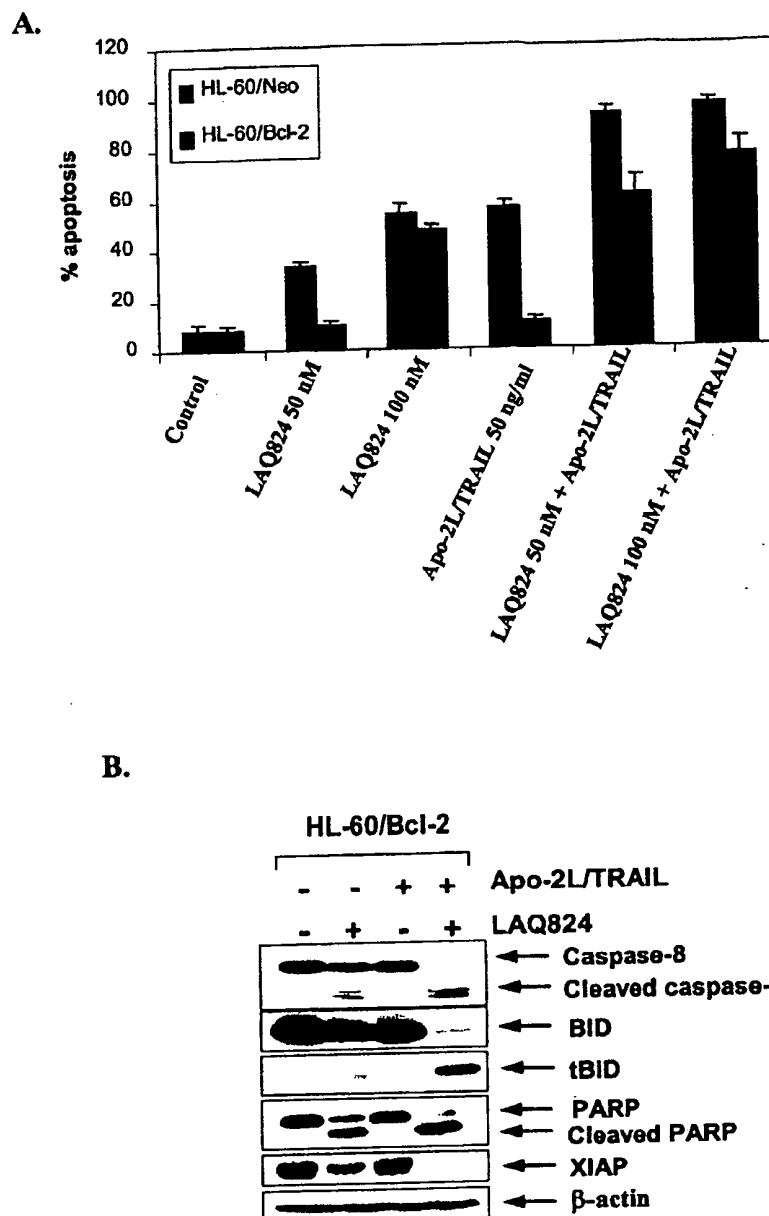 A.
120
100
80
60
40
20
0
% apoptosis
HL-60/Neo
HL-60/Bcl-2
Control
LAQ824 50 nM
LAQ824 100 nM
Apo-2L/TRAIL 50 ng/ml
LAQ824 50 nM + Apo-2L/TRAIL
LAQ824 100 nM + Apo-2L/TRAIL
B.
HL-60/Bcl-2
- - + + Apo-2L/TRAIL
- + - + LAQ824
Caspase-8
Cleaved caspase-
BID
tBID
PARP
Cleaved PARP
XIAP
β-actin